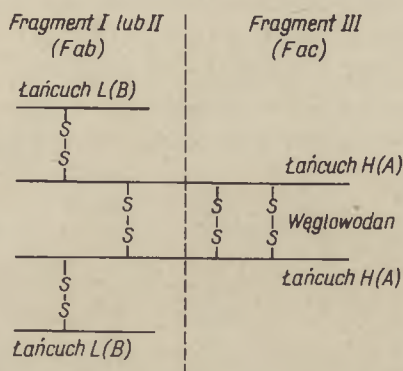 Fragment I lub II
(Fab)
Fragment III
(Fac)
Łańcuch L(B)
S
S
Łańcuch H(A)
S
S
S
S
S
S
Węglowodan
Łańcuch H(A)
S
S
Łańcuch L(B)